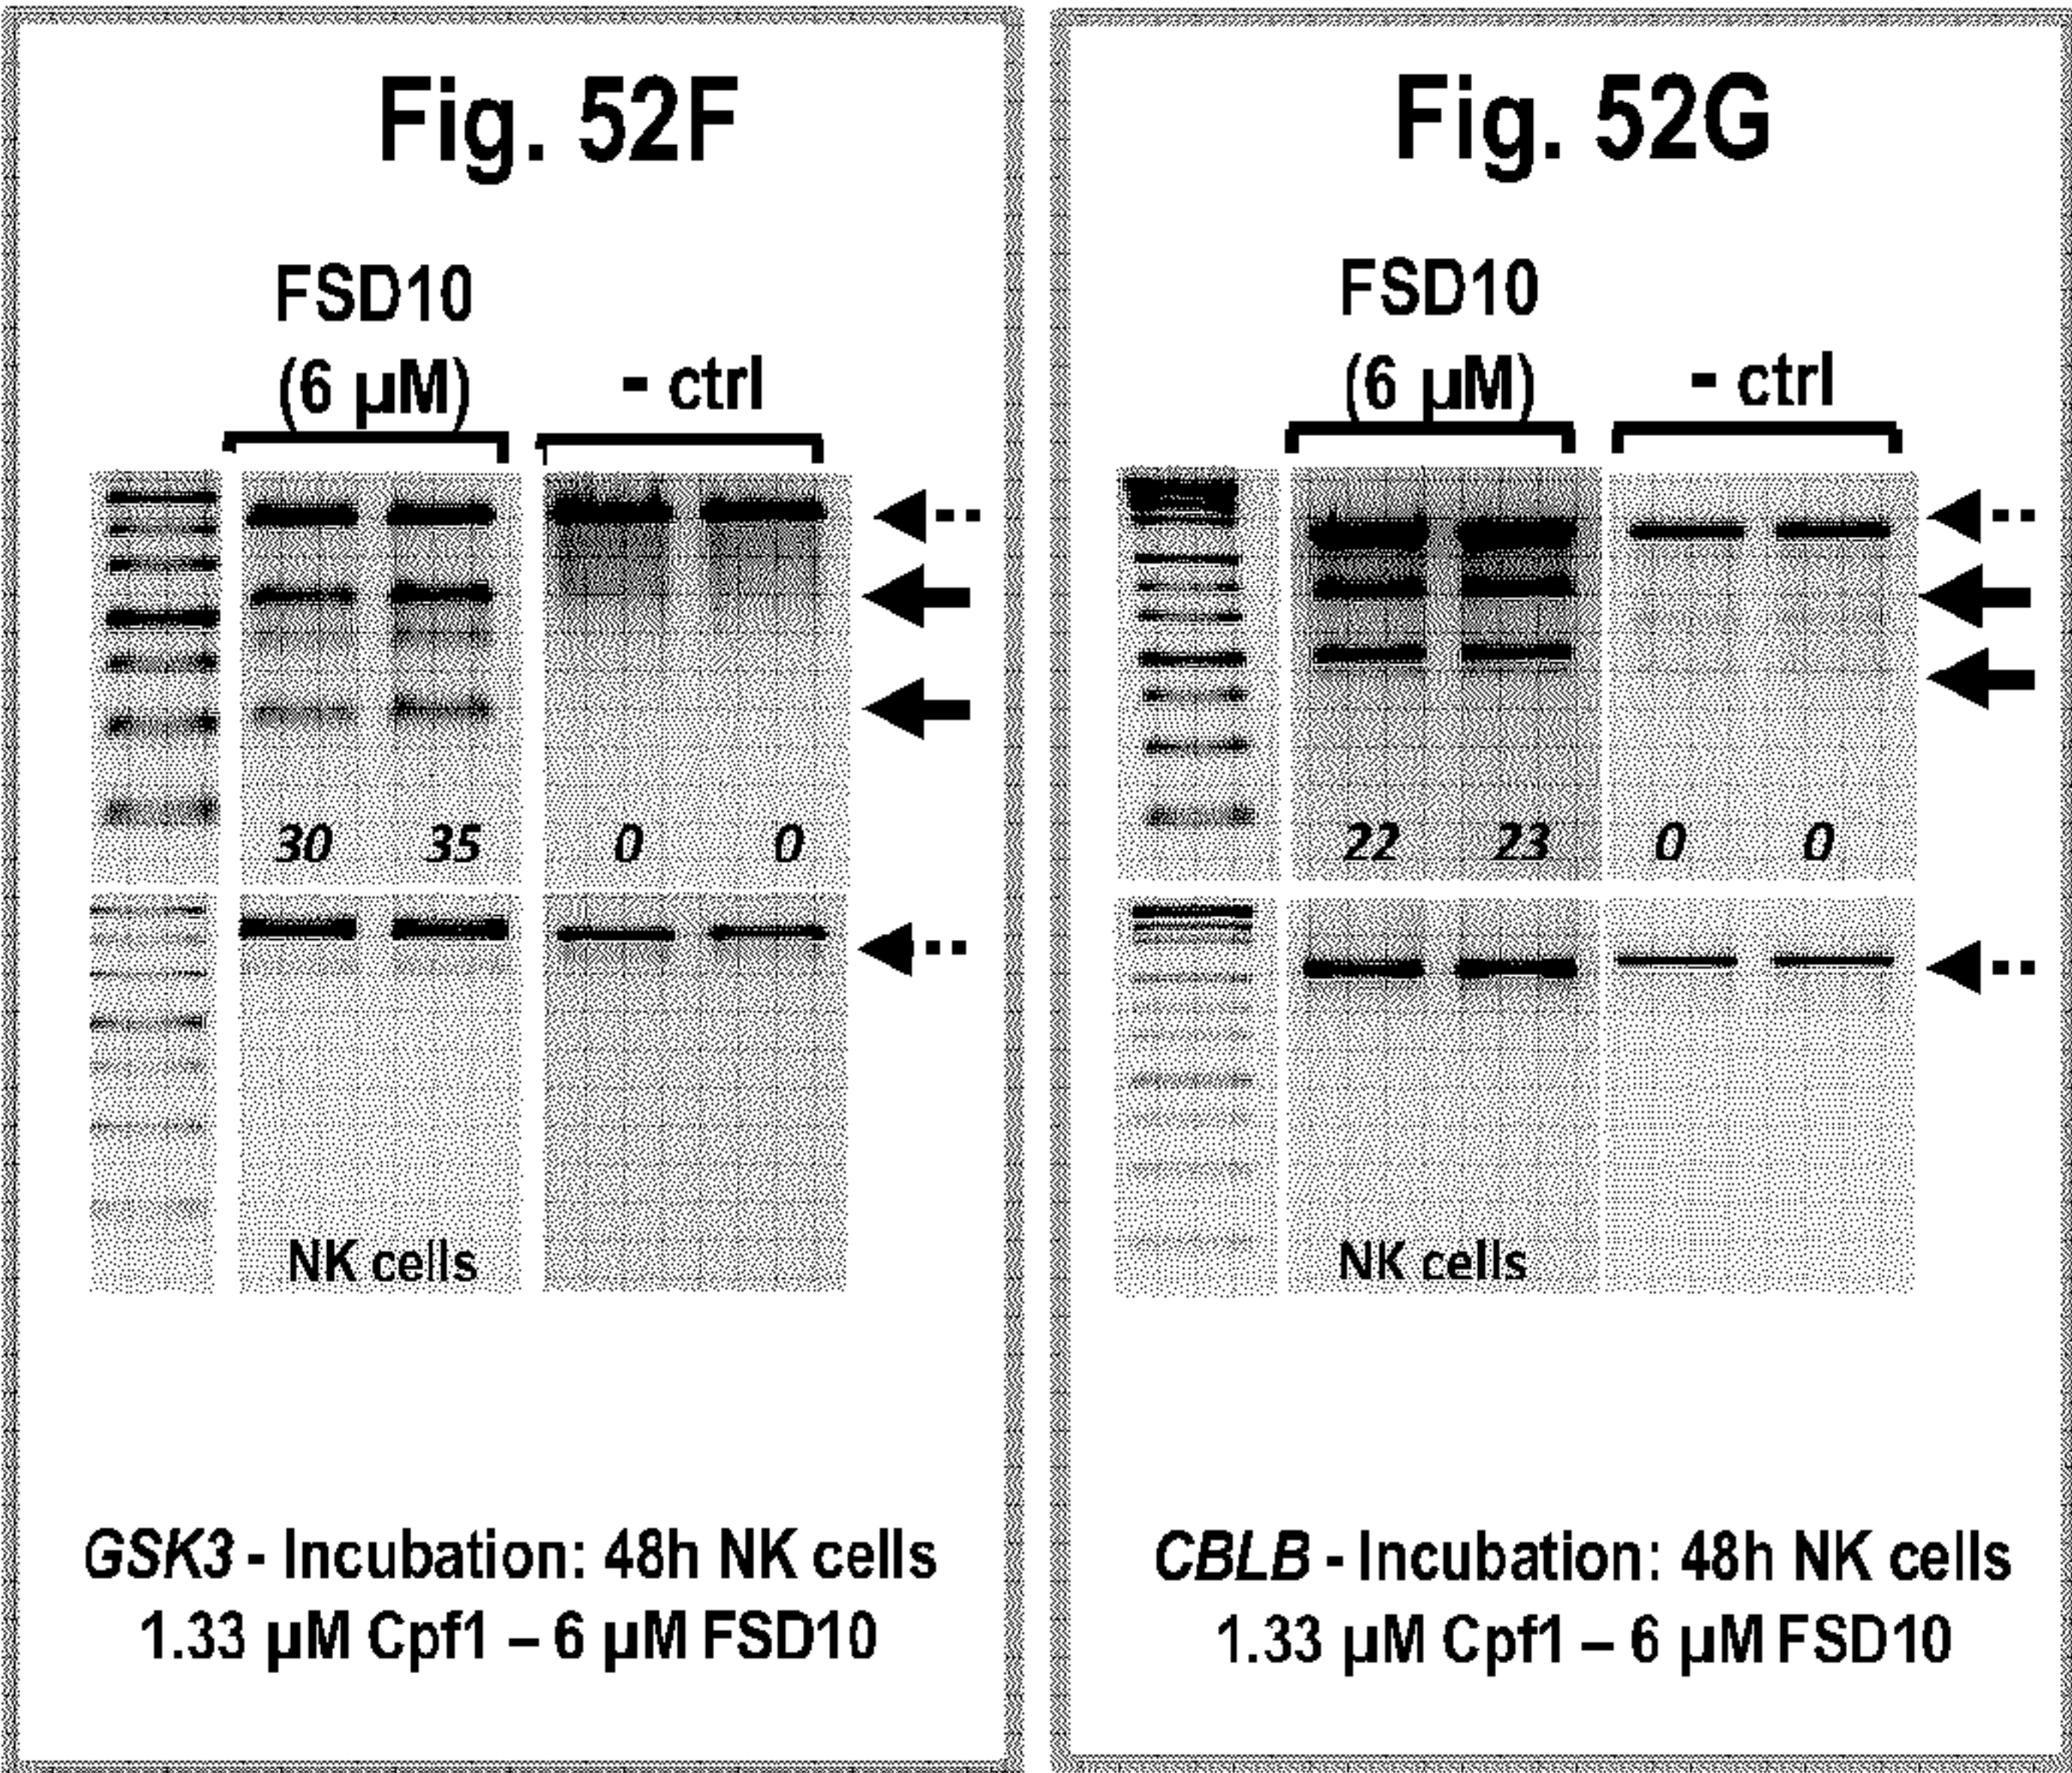 Fig. 52F
FSD10
(6 µM)
- ctrl
30 35 0 0
NK cells
GSK3 - Incubation: 48h NK cells
1.33 µM Cpf1 – 6 µM FSD10
Fig. 52G
FSD10
(6 µM)
- ctrl
22 23 0 0
NK cells
CBLB - Incubation: 48h NK cells
1.33 µM Cpf1 – 6 µM FSD10